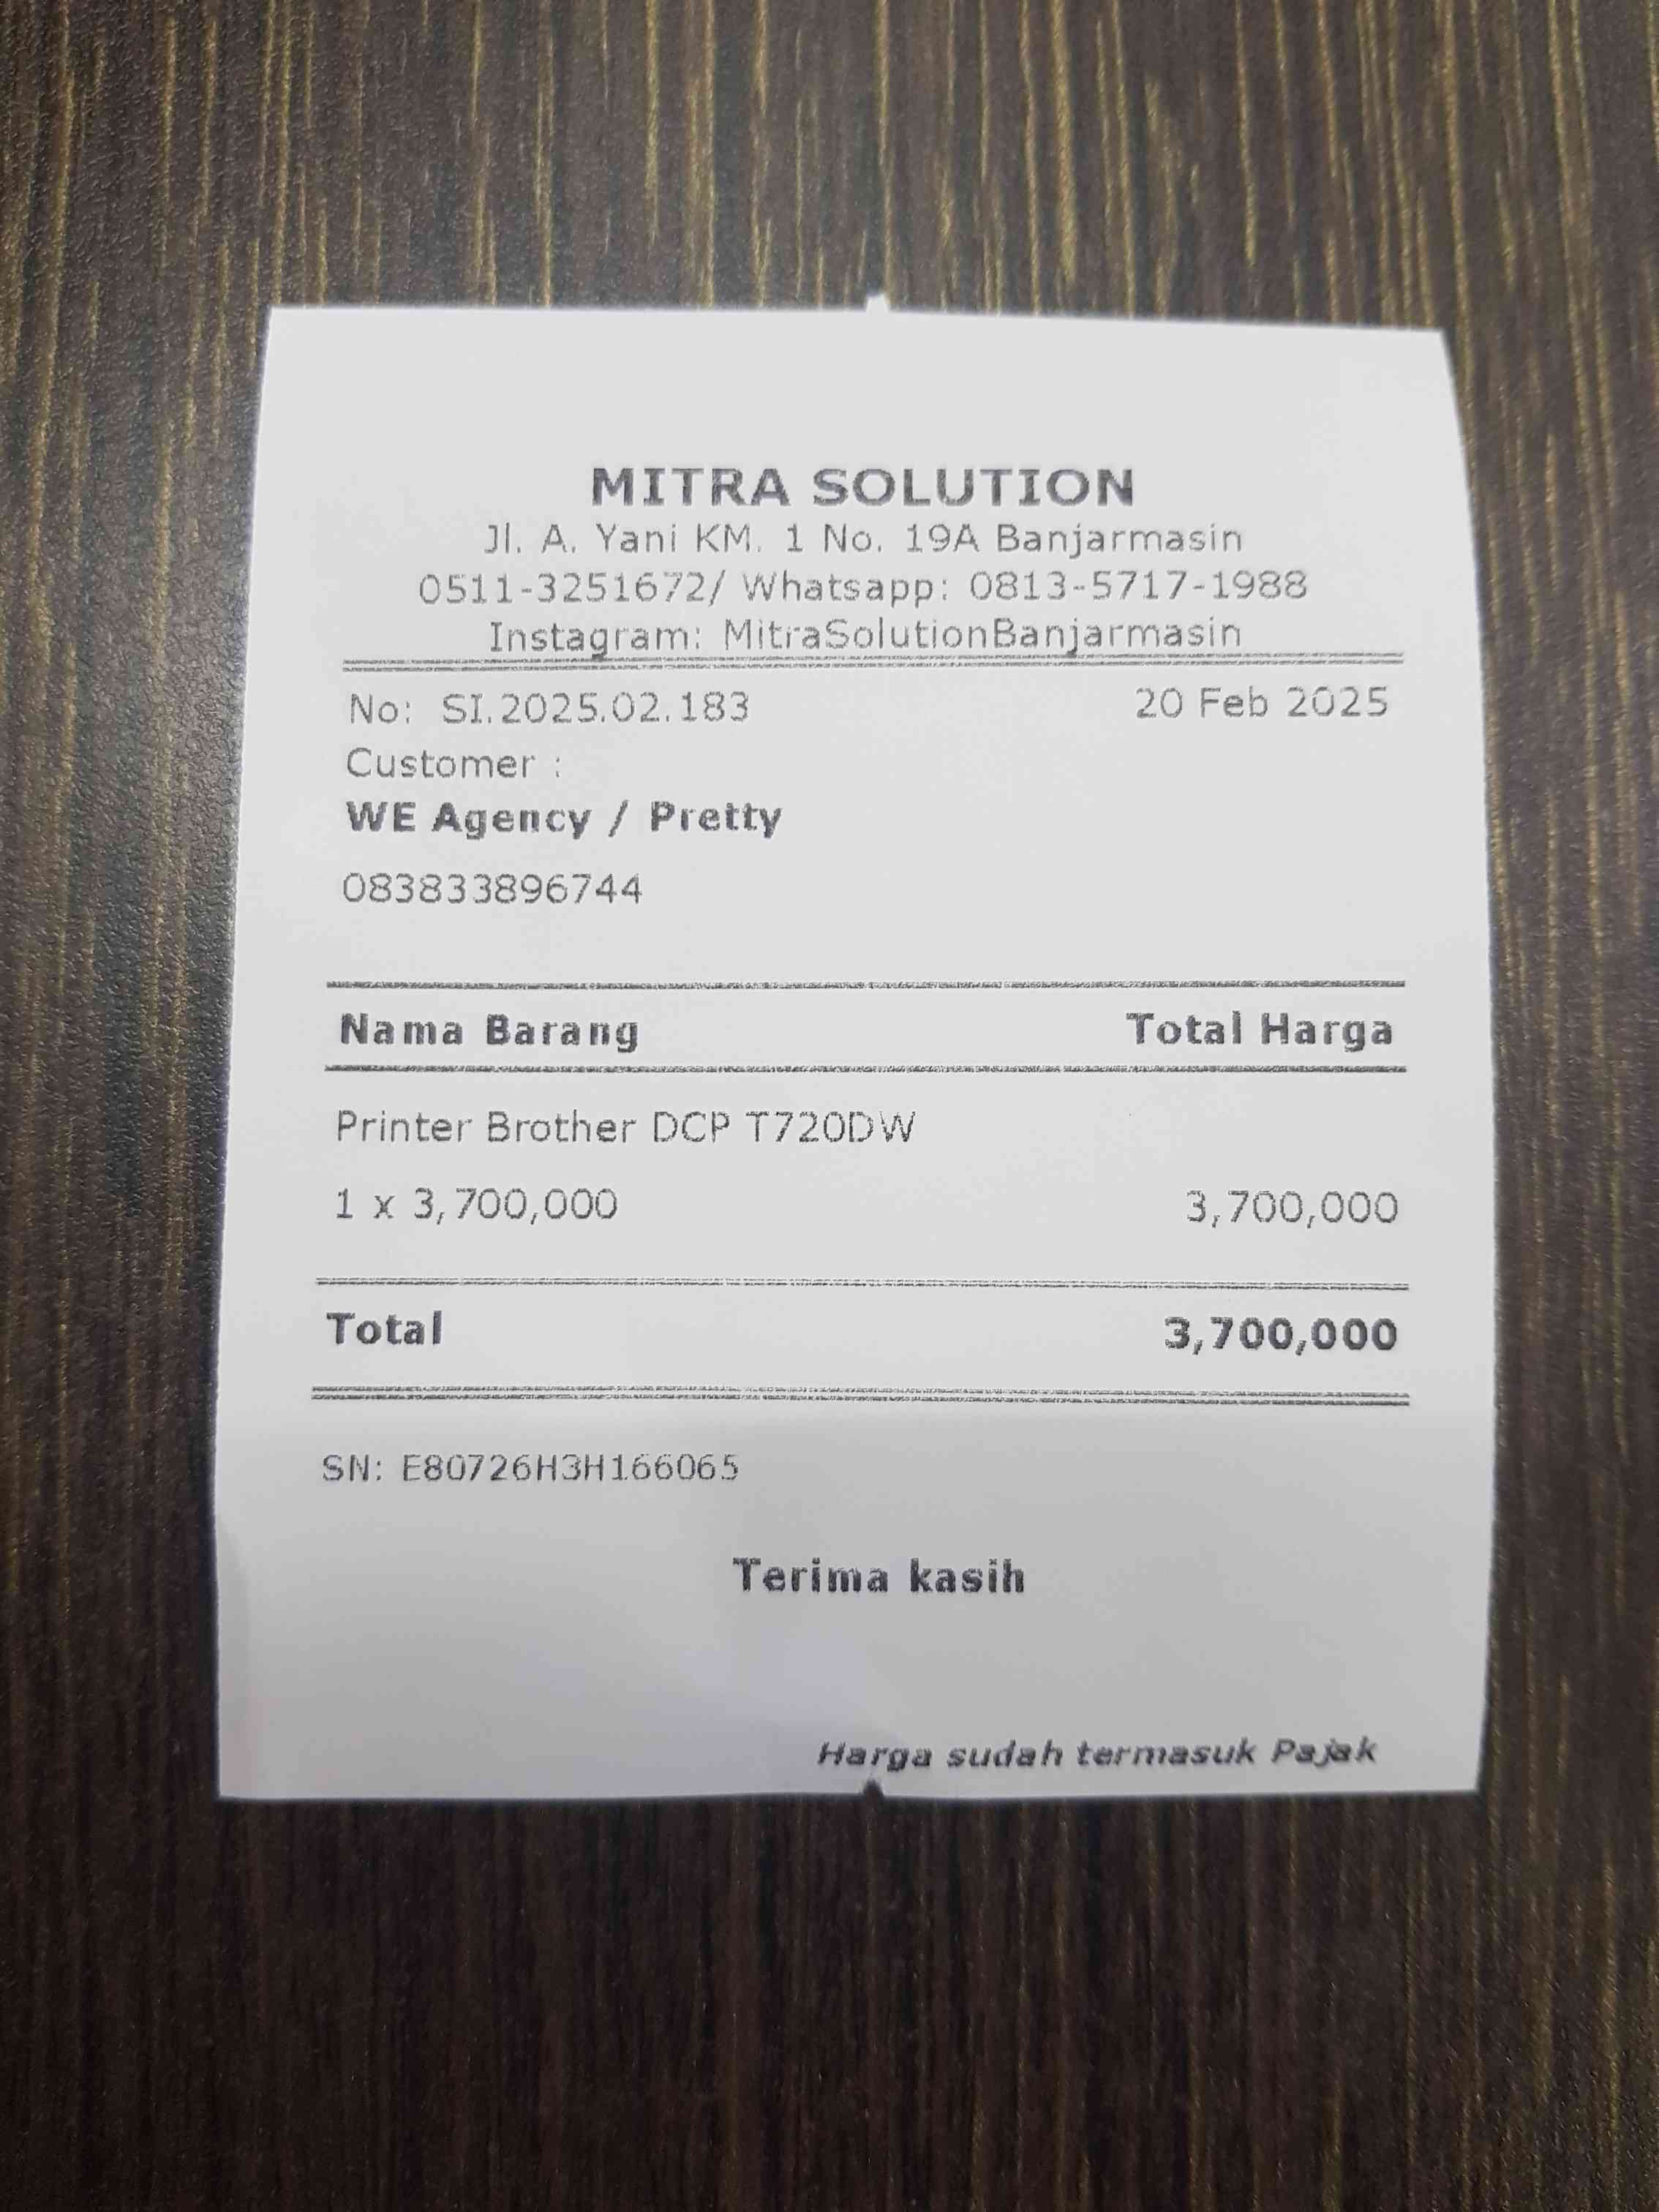 MITRA SOLUTION
Jl. A. Yani KM. 1 No. 19A Banjarmasin
0511-3251672/ Whatsapp: 0813-5717-1988
Instagram: MitraSolutionBanjarmasin
No: SI.2025.02.183 20 Feb 2025
Customer :
WE Agency / Pretty
083833896744
Nama Barang Total Harga
Printer Brother DCP T720DW
1 x 3,700,000 3,700,000
Total 3,700,000
SN: E80726H3H166065
Terima kasih
Harga sudah termasuk Pajak